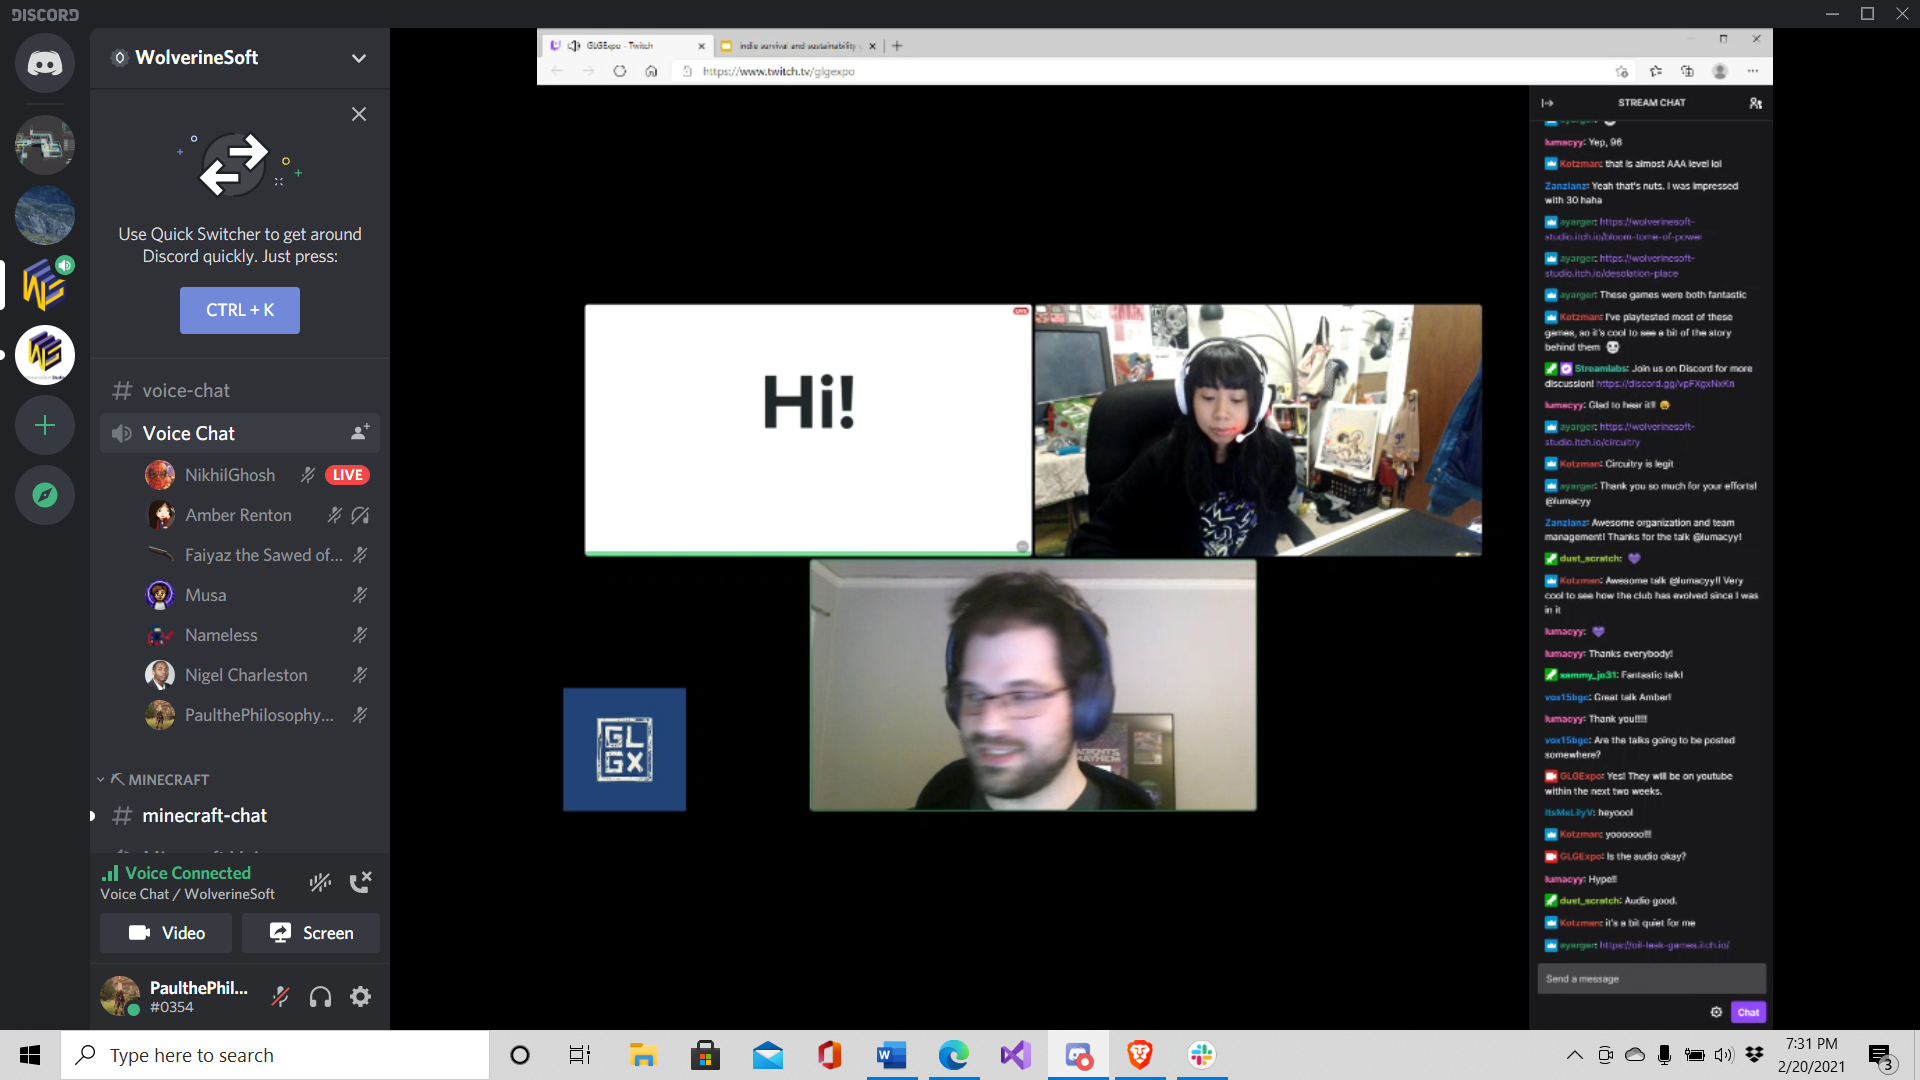 DISCORD
WolverineSoft
Use Quick Switcher to get around
Discord quickly. Just press:
CTRL + K
voice-chat
Voice Chat
NikhilGhosh LIVE
Amber Renton
Faiyaz the Sawed of...
Musa
Nameless
Nigel Charleston
PaulthePhilosophy...
MINECRAFT
minecraft-chat
Voice Connected
Voice Chat / WolverineSoft
Video
Screen
PaulthePhil...
#0354
GLGExpo - Twitch
indie survival and sustainability
https://www.twitch.tv/glgexpo
LIVE
Hi!
GL
GX
STREAM CHAT
lumacyy: Yep, 96
Kotzman: that is almost AAA level lol
Zanzlanz: Yeah that's nuts. I was impressed
with 30 haha
ayarger: https://wolverinesoft-
studio.itch.io/bloom-tome-of-power
ayarger: https://wolverinesoft-
studio.itch.io/desolation-place
ayarger: These games were both fantastic
Kotzman: I've playtested most of these
games, so it's cool to see a bit of the story
behind them
Streamlabs: Join us on Discord for more
discussion! https://discord.gg/vpFXgxNxKn
lumacyy: Glad to hear it!!
ayarger: https://wolverinesoft-
studio.itch.io/circuitry
Kotzman: Circuitry is legit
ayarger: Thank you so much for your efforts!
@lumacyy
Zanzlanz: Awesome organization and team
management! Thanks for the talk @lumacyy!
dust_scratch:
Kotzman: Awesome talk @lumacyy!! Very
cool to see how the club has evolved since I was
in it
lumacyy:
lumacyy: Thanks everybody!
sammy_jo31: Fantastic talk!
vox15bgc: Great talk Amber!
lumacyy: Thank you!!!!!
vox15bgc: Are the talks going to be posted
somewhere?
GLGExpo: Yes! They will be on youtube
within the next two weeks.
ItsMeLilyV: heyooo!
Kotzman: yoooooo!!!
GLGExpo: Is the audio okay?
lumacyy: Hype!!
dust_scratch: Audio good.
Kotzman: it's a bit quiet for me
ayarger: https://oil-leak-games.itch.io/
Send a message
Chat
Type here to search
7:31 PM
2/20/2021
3